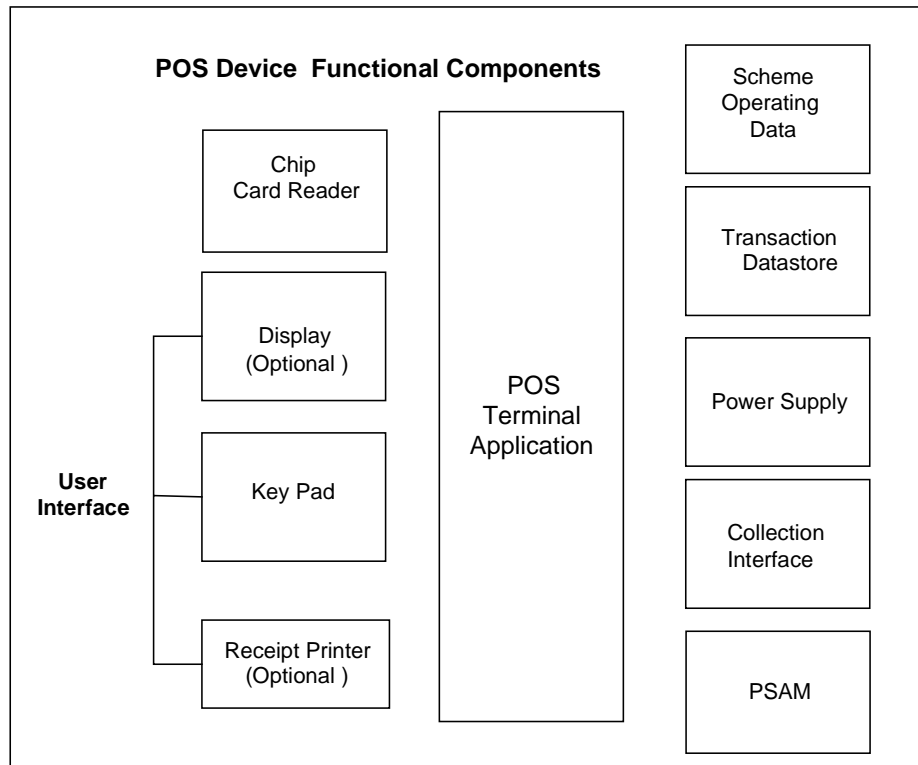 POS Device  Functional Components
Chip
Card Reader
Display
(Optional )
Key Pad
User
Interface
Receipt Printer
(Optional )
POS
Terminal
Application
Scheme
Operating
Data
Transaction
Datastore
Power Supply
Collection
Interface
PSAM